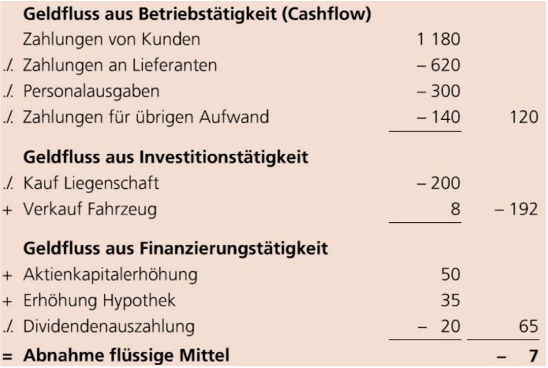 Geldfluss aus Betriebstätigkeit (Cashflow)
Zahlungen von Kunden 1 180
./. Zahlungen an Lieferanten – 620
./. Personalausgaben – 300
./. Zahlungen für übrigen Aufwand – 140 120
Geldfluss aus Investitionstätigkeit
./. Kauf Liegenschaft – 200
+ Verkauf Fahrzeug 8 – 192
Geldfluss aus Finanzierungstätigkeit
+ Aktienkapitalerhöhung 50
+ Erhöhung Hypothek 35
./. Dividendenauszahlung – 20 65
= Abnahme flüssige Mittel – 7